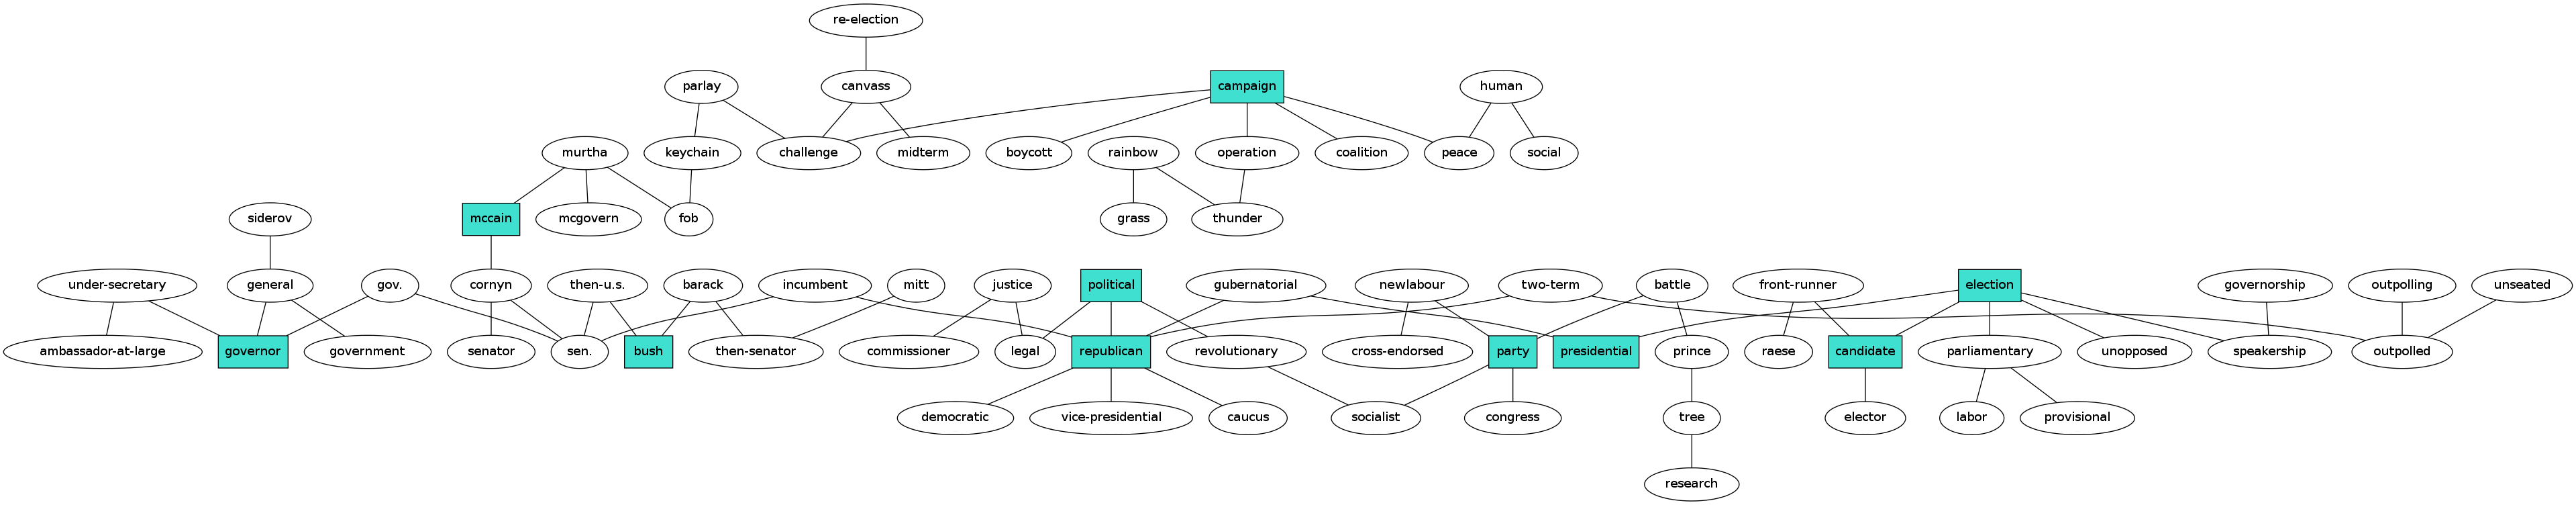 re-election
parlay
canvass
campaign
human
murtha
keychain
challenge
midterm
boycott
rainbow
operation
coalition
peace
social
siderov
mccain
mcgovern
fob
grass
thunder
under-secretary
general
gov.
cornyn
then-u.s.
barack
incumbent
mitt
justice
political
gubernatorial
newlabour
two-term
battle
front-runner
election
governorship
outpolling
unseated
ambassador-at-large
governor
government
senator
sen.
bush
then-senator
commissioner
legal
republican
revolutionary
cross-endorsed
party
presidential
prince
raese
candidate
parliamentary
unopposed
speakership
outpolled
democratic
vice-presidential
caucus
socialist
congress
tree
elector
labor
provisional
research